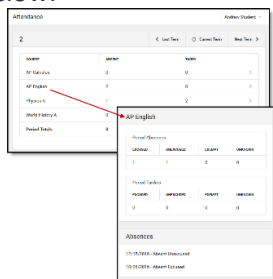 Attendance
Andrew Student
2
Last Term
Current Term
Next Term
COURSE
ABSENT
TARDY
AP Calculus
0
0
AP English
2
0
Physics A
1
2
World History A
0
Period Totals
AP English
Period Absences
EXCUSED UNEXCUSED EXEMPT UNKNOWN
1 1 0 0
Period Tardies
EXCUSED UNEXCUSED EXEMPT UNKNOWN
0 0 0 0
Absences
Absent Unexcused
Absent Excused